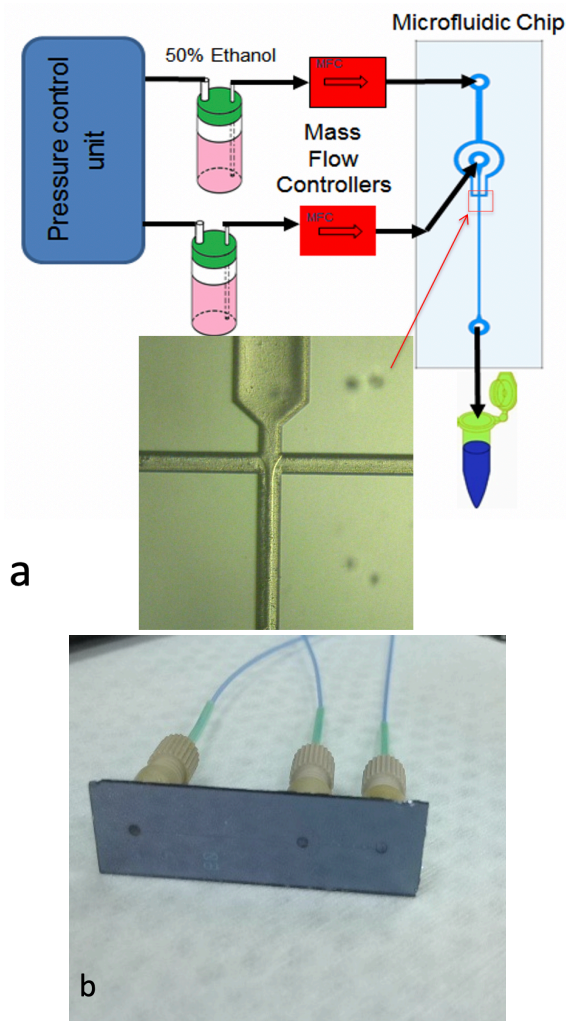 Microfluidic Chip
50% Ethanol
MFC
Pressure control
unit
Mass
Flow
Controllers
MFC
a
b